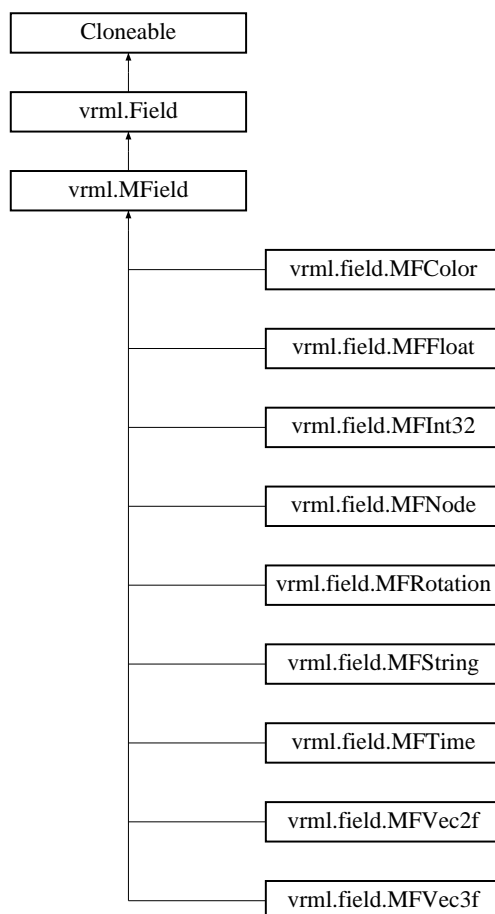 Cloneable
vrml.Field
vrml.MField
vrml.field.MFColor
vrml.field.MFFloat
vrml.field.MFInt32
vrml.field.MFNode
vrml.field.MFRotation
vrml.field.MFString
vrml.field.MFTime
vrml.field.MFVec2f
vrml.field.MFVec3f